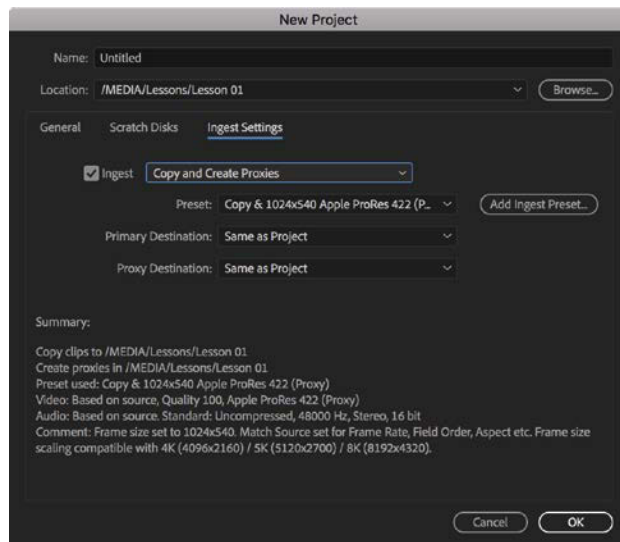 New Project
Name: Untitled
Location: /MEDIA/Lessons/Lesson 01 Browse...
General Scratch Disks Ingest Settings
Ingest Copy and Create Proxies
Preset: Copy & 1024x540 Apple ProRes 422 (P... Add Ingest Preset...
Primary Destination: Same as Project
Proxy Destination: Same as Project
Summary:
Copy clips to /MEDIA/Lessons/Lesson 01
Create proxies in /MEDIA/Lessons/Lesson 01
Preset used: Copy & 1024x540 Apple ProRes 422 (Proxy)
Video: Based on source, Quality 100, Apple ProRes 422 (Proxy)
Audio: Based on source. Standard: Uncompressed, 48000 Hz, Stereo, 16 bit
Comment: Frame size set to 1024x540. Match Source set for Frame Rate, Field Order, Aspect etc. Frame size
scaling compatible with 4K (4096x2160) / 5K (5120x2700) / 8K (8192x4320).
Cancel OK